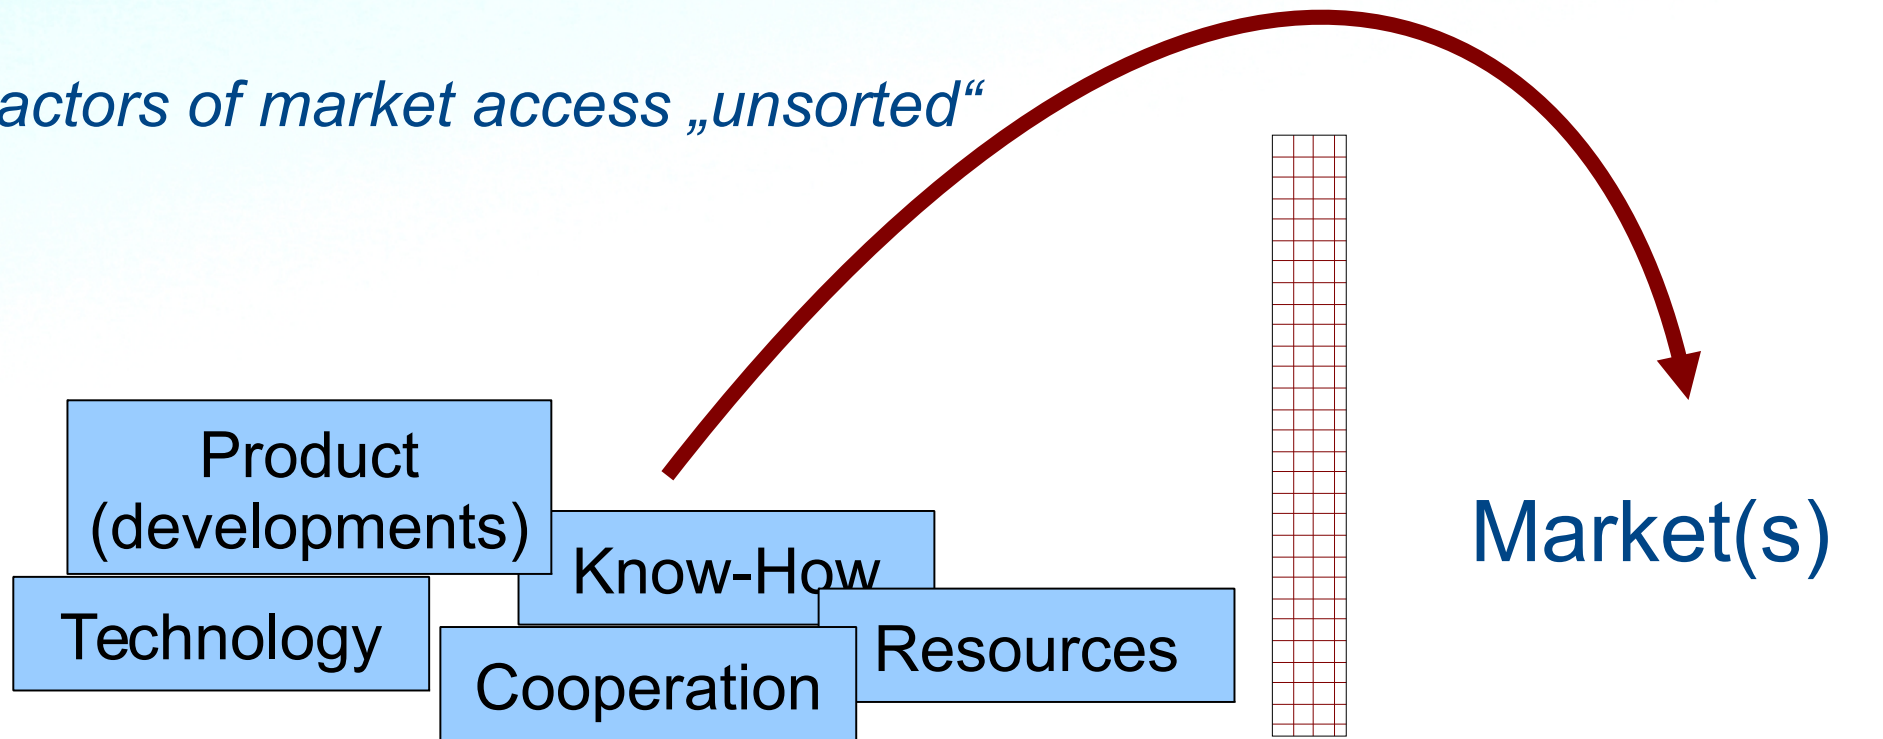 actors of market access „unsorted“
Product
(developments)
Know-How
Technology
Resources
Cooperation
Market(s)